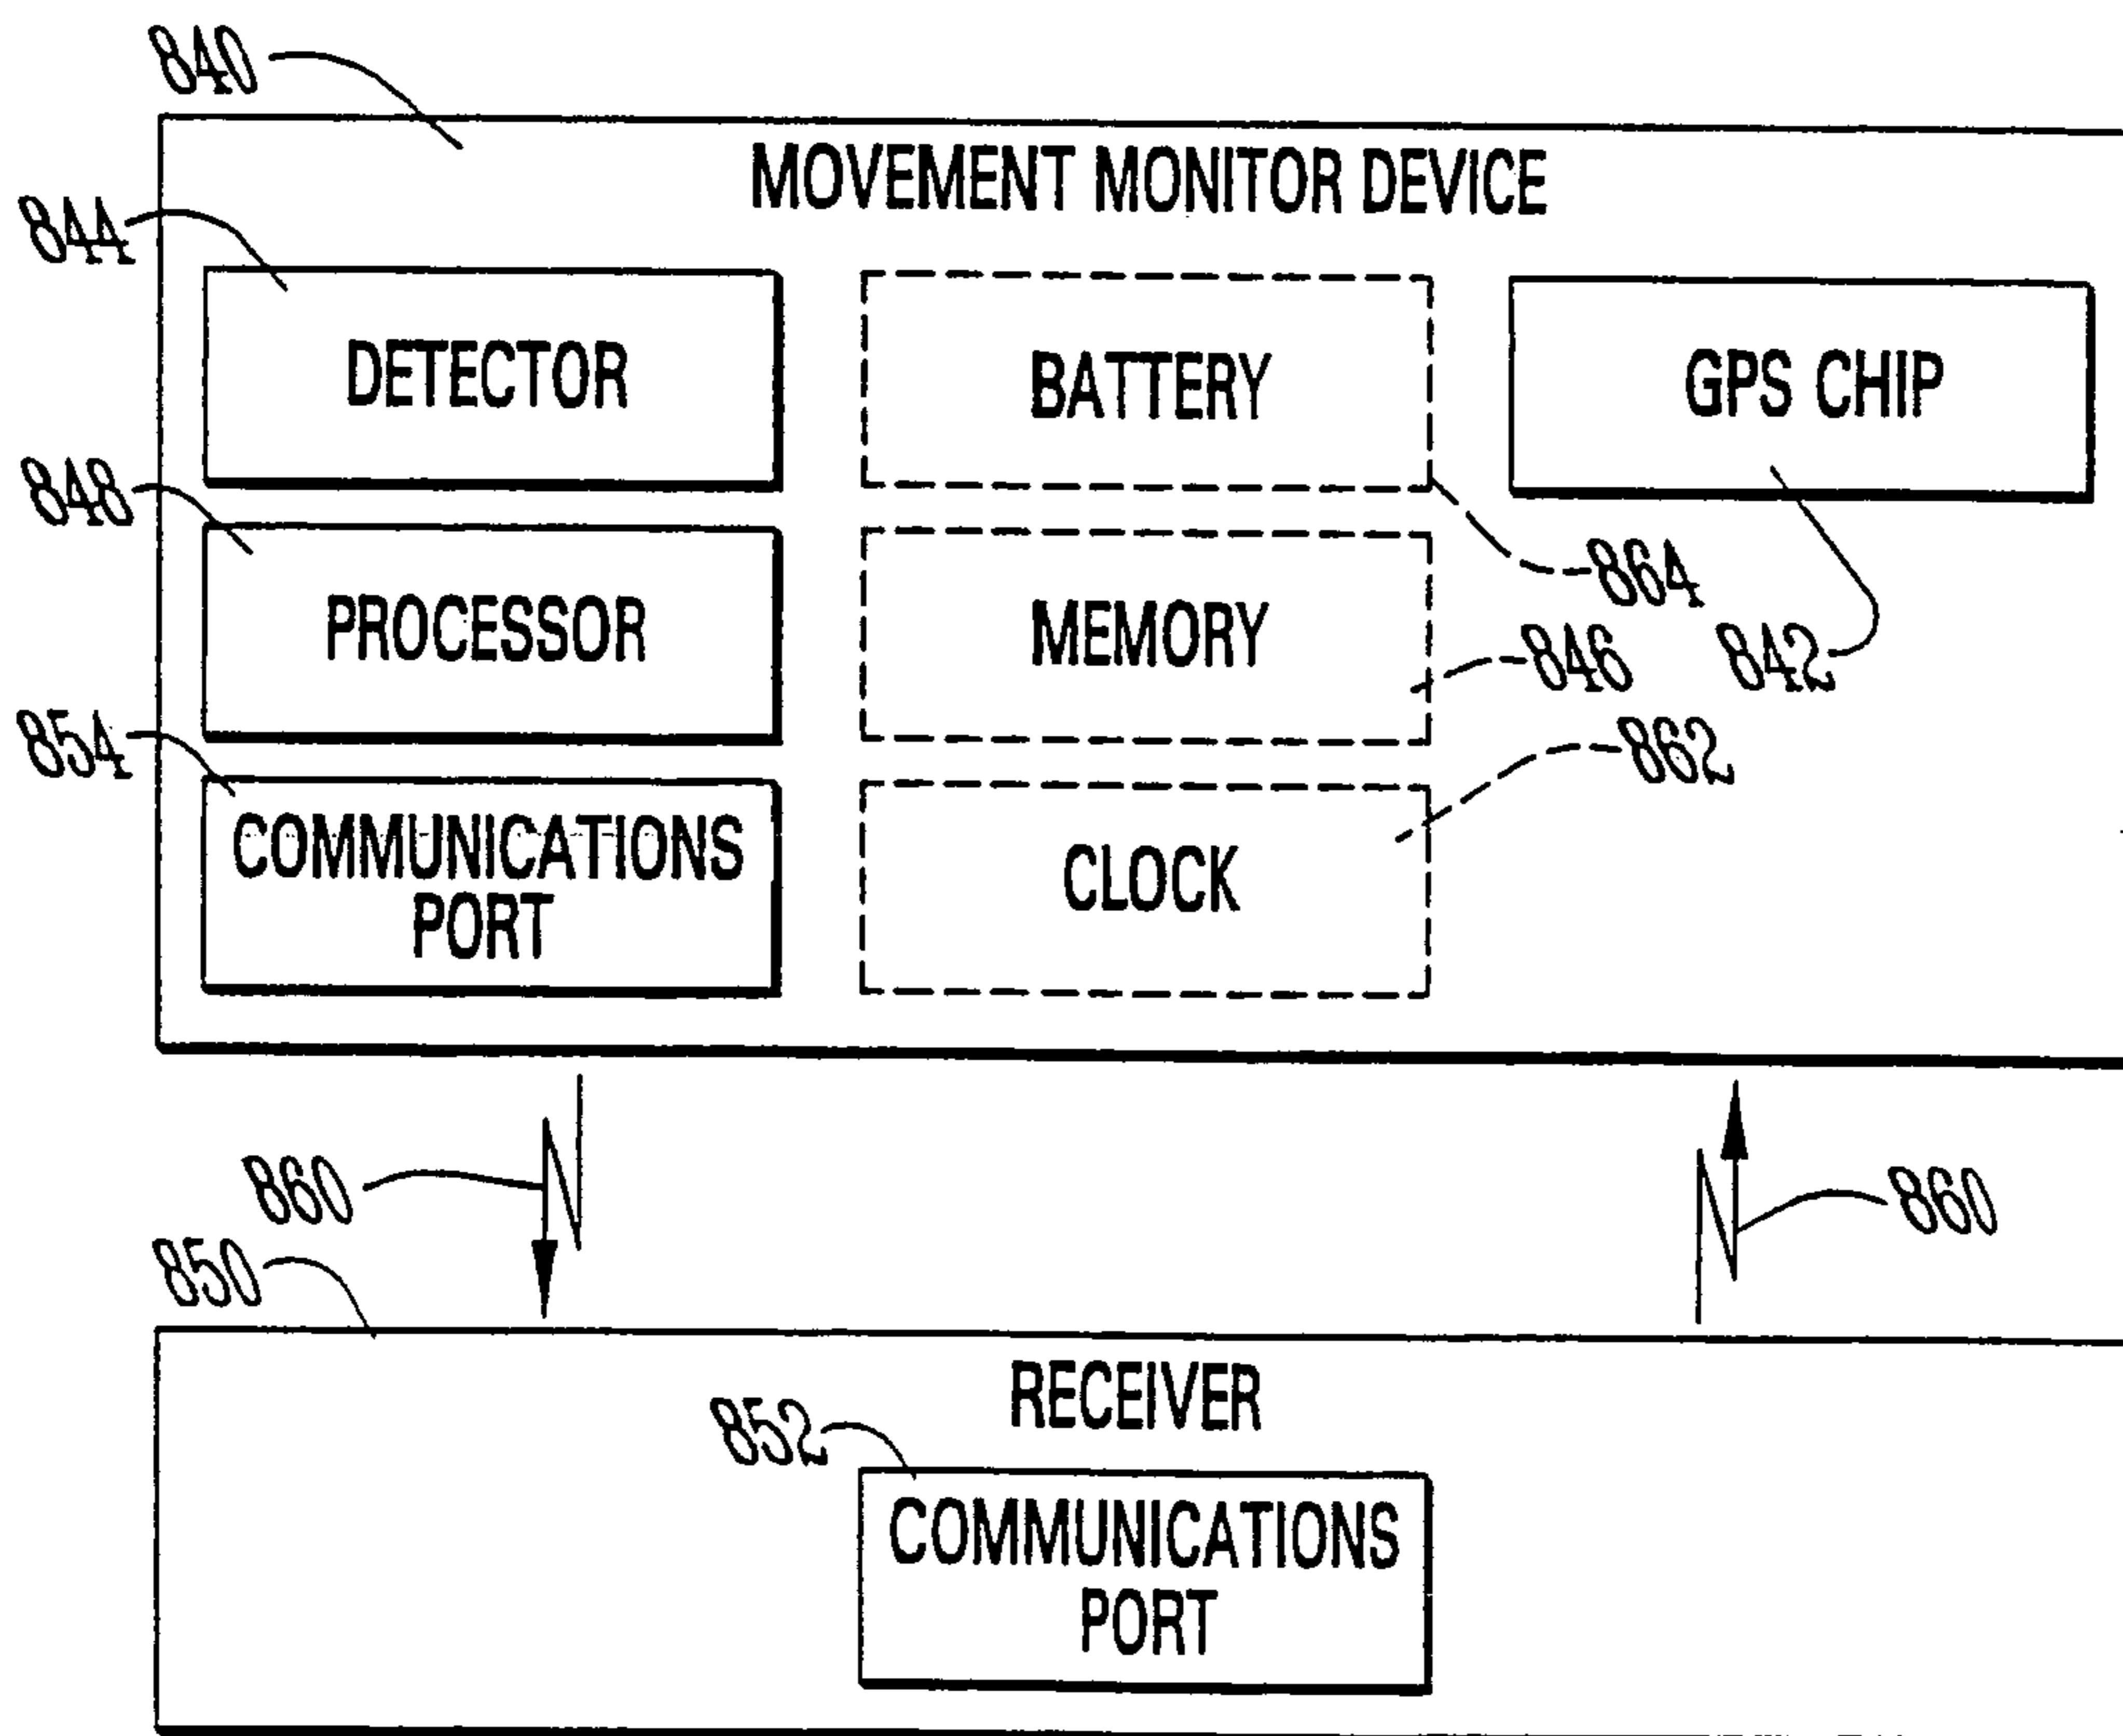 840
MOVEMENT MONITOR DEVICE
844
DETECTOR
BATTERY
GPS CHIP
848
864
PROCESSOR
MEMORY
846
842
854
862
COMMUNICATIONS
PORT
CLOCK
860
860
850
RECEIVER
852
COMMUNICATIONS
PORT